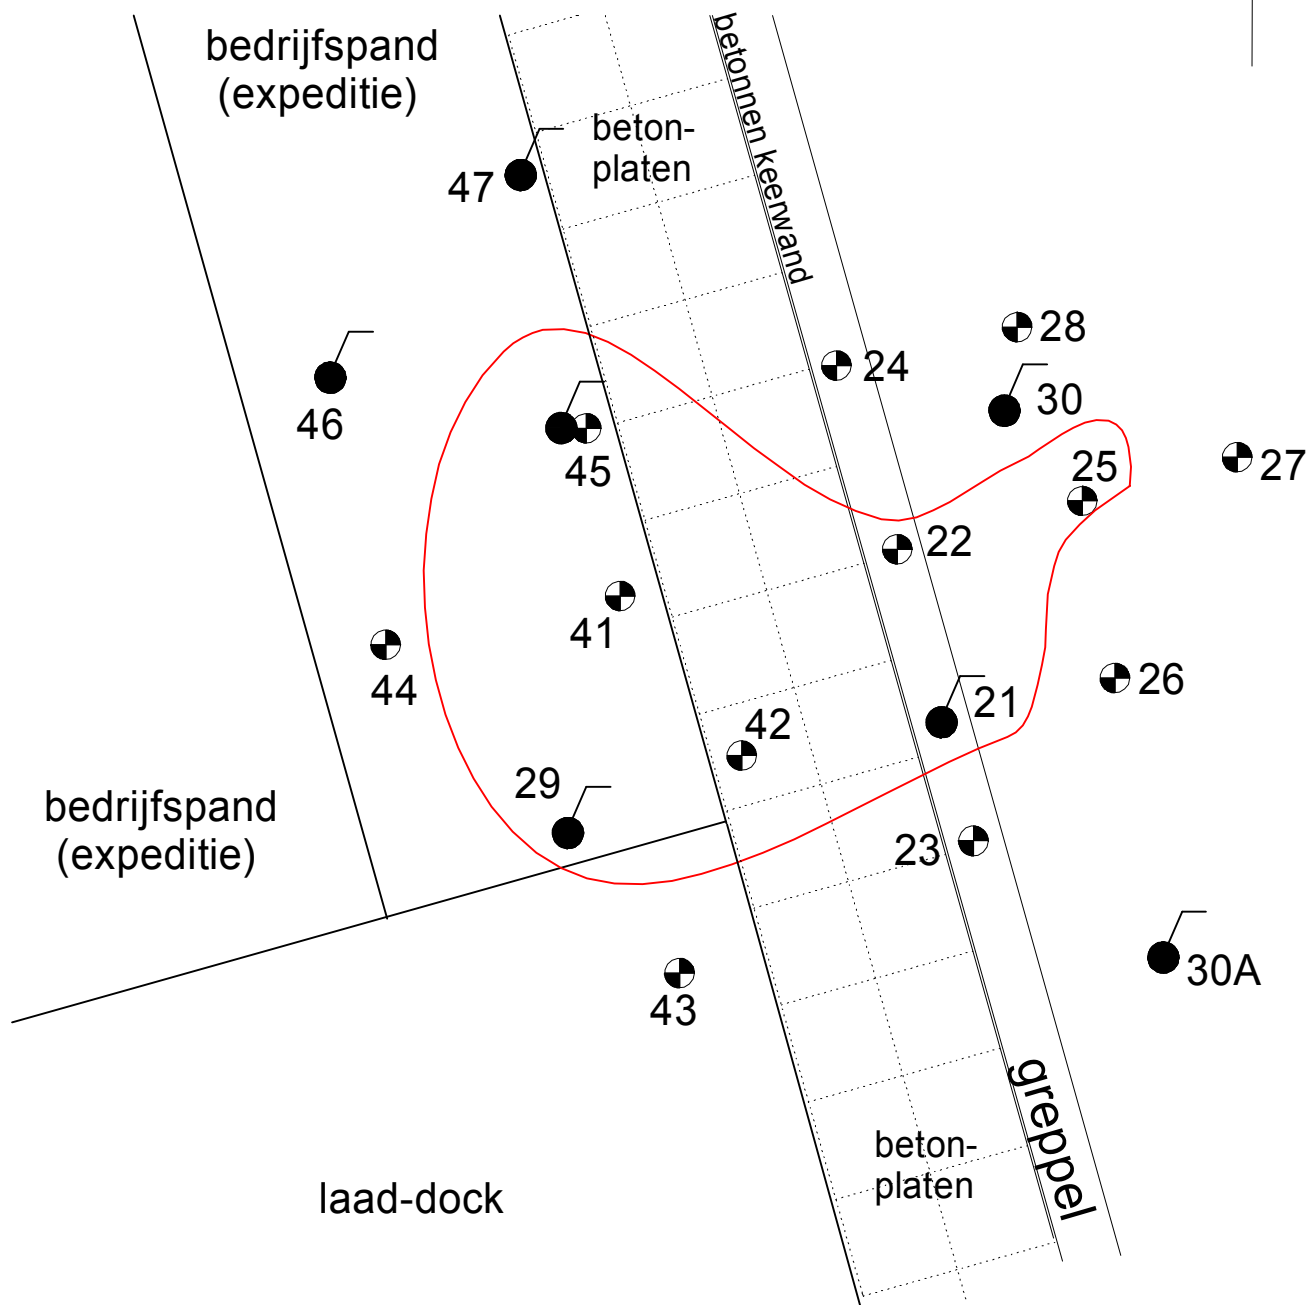 bedrijfspand
(expeditie)
beton-
platen
betonnen keerwand
47
28
24
30
46
25
27
45
22
41
44
26
21
42
29
bedrijfspand
(expeditie)
23
30A
43
greppel
beton-
platen
laad-dock